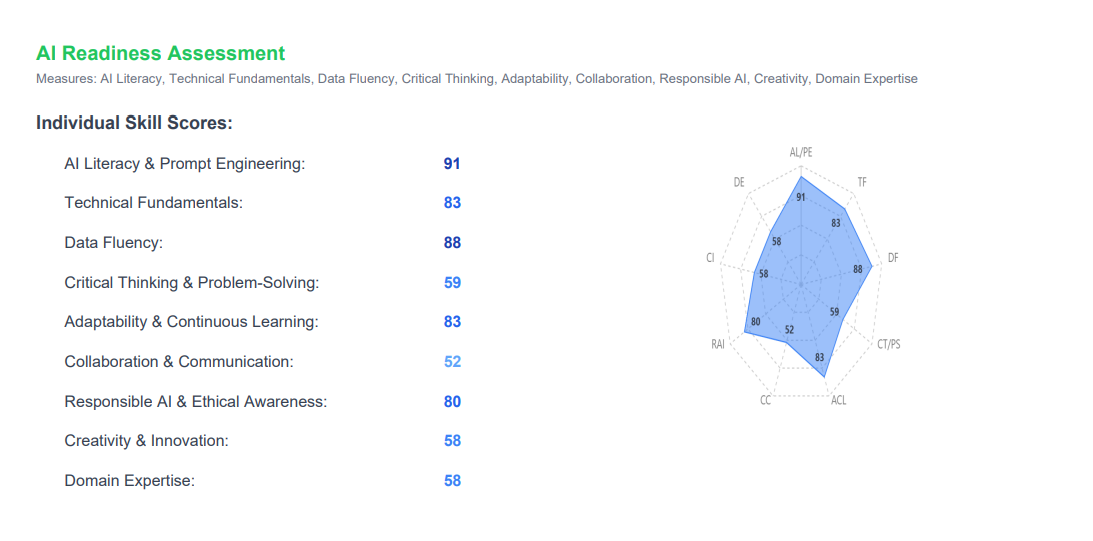 AI Readiness Assessment
Measures: AI Literacy, Technical Fundamentals, Data Fluency, Critical Thinking, Adaptability, Collaboration, Responsible AI, Creativity, Domain Expertise
Individual Skill Scores:
AI Literacy & Prompt Engineering: 91
Technical Fundamentals: 83
Data Fluency: 88
Critical Thinking & Problem-Solving: 59
Adaptability & Continuous Learning: 83
Collaboration & Communication: 52
Responsible AI & Ethical Awareness: 80
Creativity & Innovation: 58
Domain Expertise: 58
AL/PE
DE
TF
91
83
58
CI
DF
58
88
59
80
52
RAI
CT/PS
83
CC
ACL